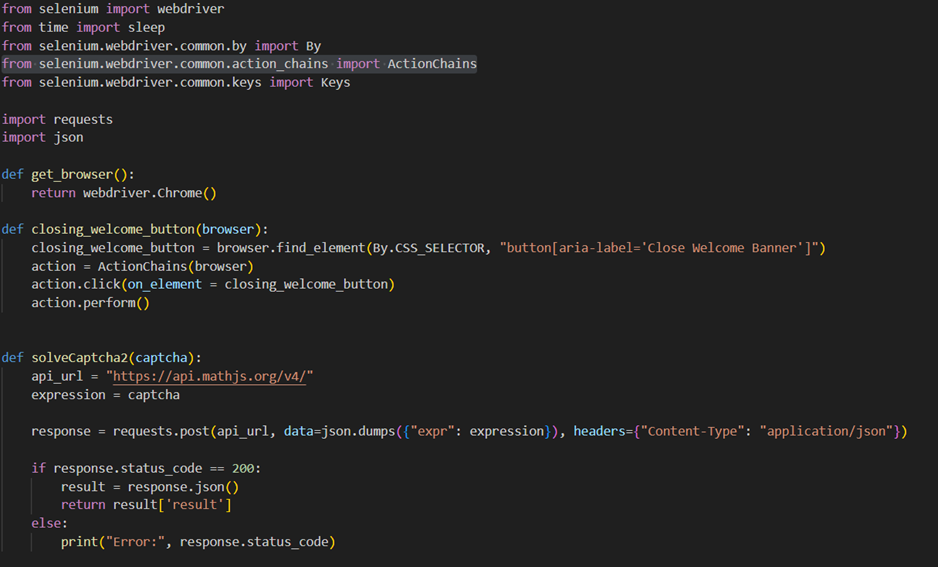 from selenium import webdriver
from time import sleep
from selenium.webdriver.common.by import By
from selenium.webdriver.common.action_chains import ActionChains
from selenium.webdriver.common.keys import Keys
import requests
import json
def get_browser():
    return webdriver.Chrome()
def closing_welcome_button(browser):
    closing_welcome_button = browser.find_element(By.CSS_SELECTOR, "button[aria-label='Close Welcome Banner']")
    action = ActionChains(browser)
    action.click(on_element = closing_welcome_button)
    action.perform()
def solveCaptcha2(captcha):
    api_url = "https://api.mathjs.org/v4/"
    expression = captcha
    response = requests.post(api_url, data=json.dumps({"expr": expression}), headers={"Content-Type": "application/json"})
    if response.status_code == 200:
        result = response.json()
        return result['result']
    else:
        print("Error:", response.status_code)